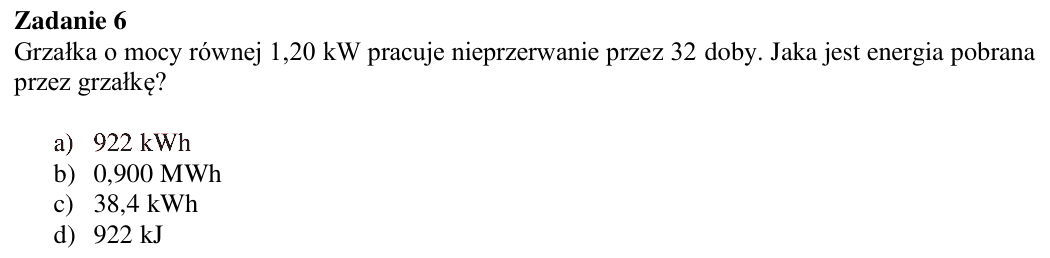 Zadanie 6
Grzałka o mocy równej 1,20 kW pracuje nieprzerwanie przez 32 doby. Jaka jest energia pobrana
przez grzałkę?
a) 922 kWh
b) 0,900 MWh
c) 38,4 kWh
d) 922 kJ